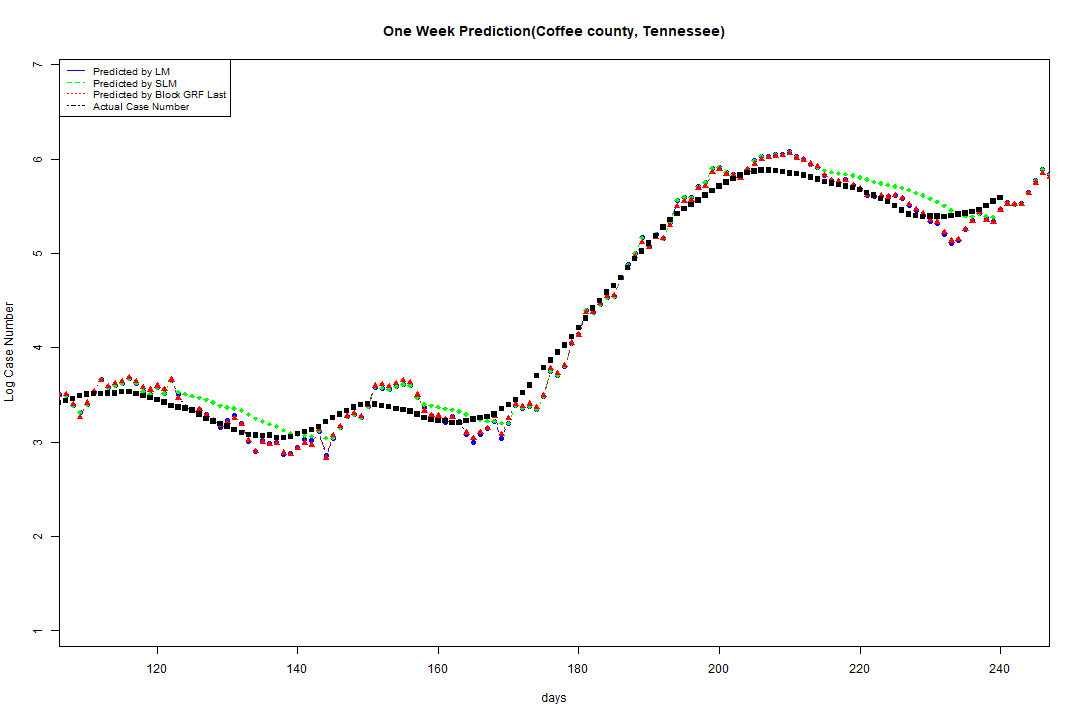 One Week Prediction(Coffee county, Tennessee)
Predicted by LM
Predicted by SLM
Predicted by Block GRF Last
Actual Case Number
7
6
5
4
3
2
1
Log Case Number
120 140 160 180 200 220 240
days